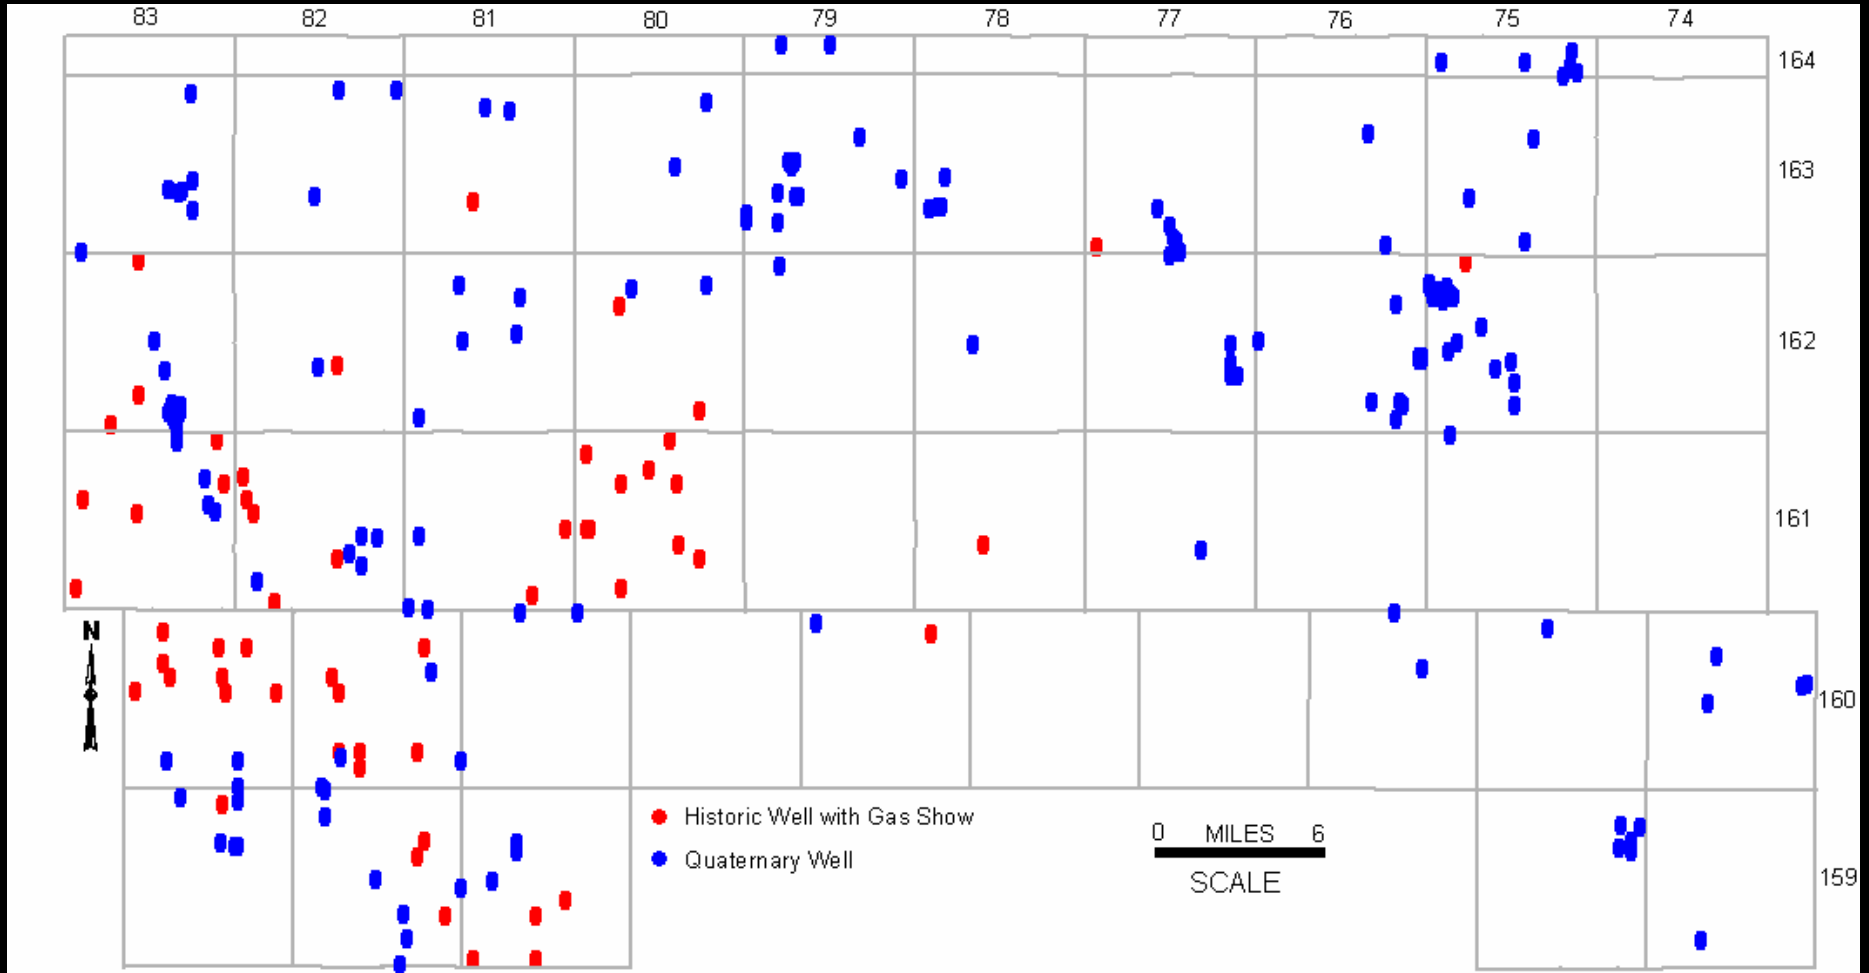 83 82 81 80 79 78 77 76 75 74
164
163
162
161
N
160
Historic Well with Gas Show
0 MILES 6
Quaternary Well
SCALE
159